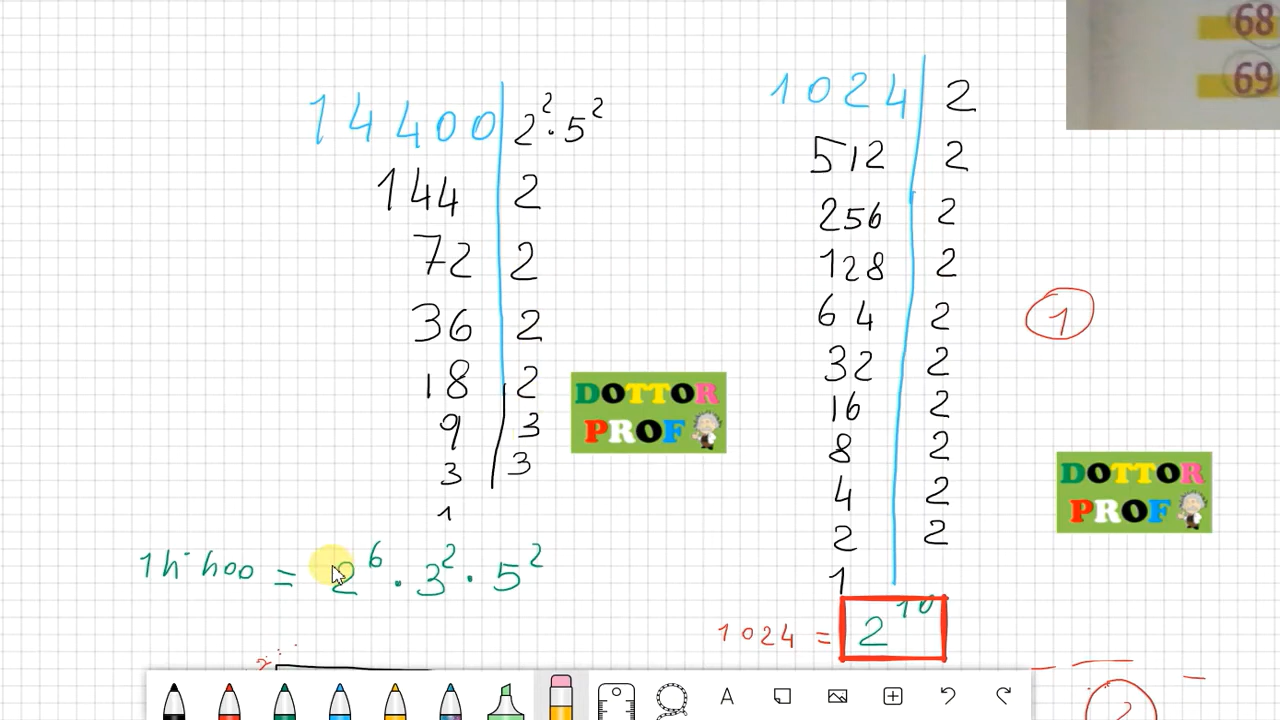 14400 | 2²·5²
144 | 2
72 | 2
36 | 2
18 | 2
9 | 3
3 | 3
1
14400 = 2⁶ · 3² · 5²
1024 | 2
512 | 2
256 | 2
128 | 2
64 | 2
32 | 2
16 | 2
8 | 2
4 | 2
2 | 2
1
1024 = 2¹⁰
DOTTOR
PROF
1
DOTTOR
PROF
68
69
A